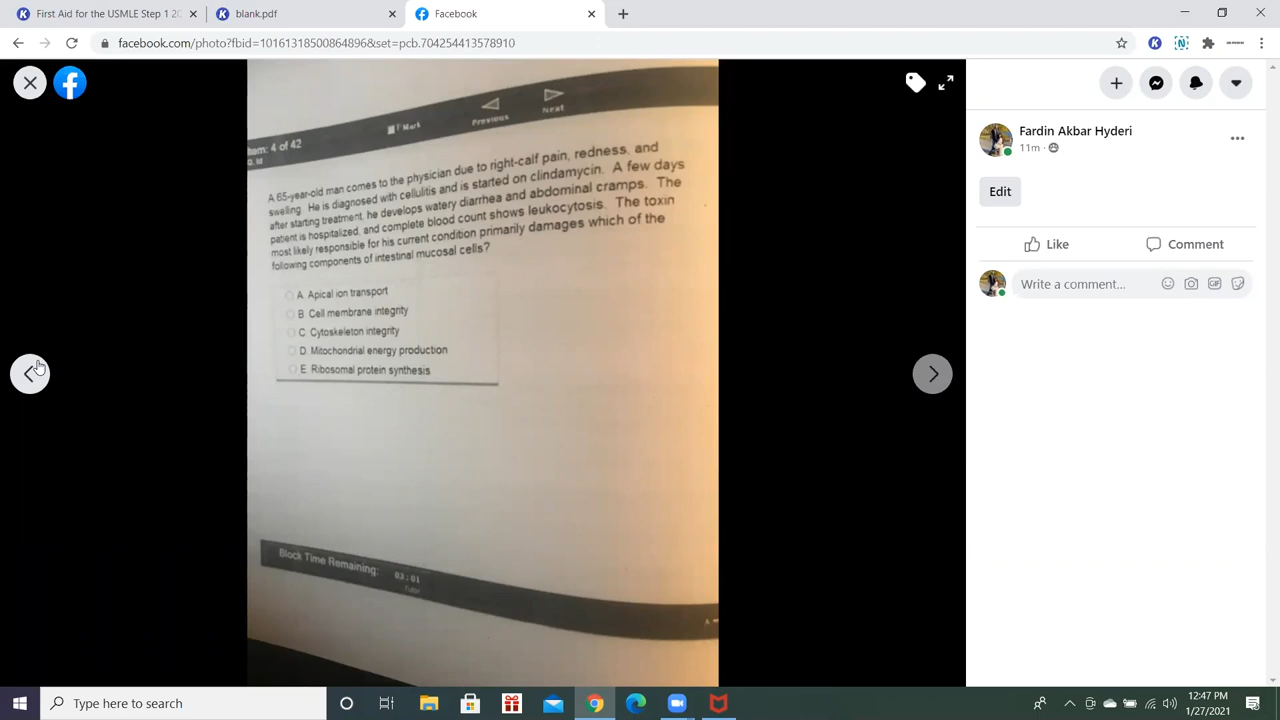 First Aid for the USMLE Step 1 20
blank.pdf
Facebook
facebook.com/photo?fbid=10161318500864896&set=pcb.704254413578910
Item: 4 of 42
Q. Id
Mark
Previous
Next
A 65-year-old man comes to the physician due to right-calf pain, redness, and
swelling. He is diagnosed with cellulitis and is started on clindamycin. A few days
after starting treatment, he develops watery diarrhea and abdominal cramps. The
patient is hospitalized, and complete blood count shows leukocytosis. The toxin
most likely responsible for his current condition primarily damages which of the
following components of intestinal mucosal cells?
A. Apical ion transport
B Cell membrane integrity
C Cytoskeleton integrity
D. Mitochondrial energy production
E. Ribosomal protein synthesis
Block Time Remaining:
03:01
Tutor
Fardin Akbar Hyderi
11m
Edit
Like
Comment
Write a comment...
Type here to search
12:47 PM
1/27/2021